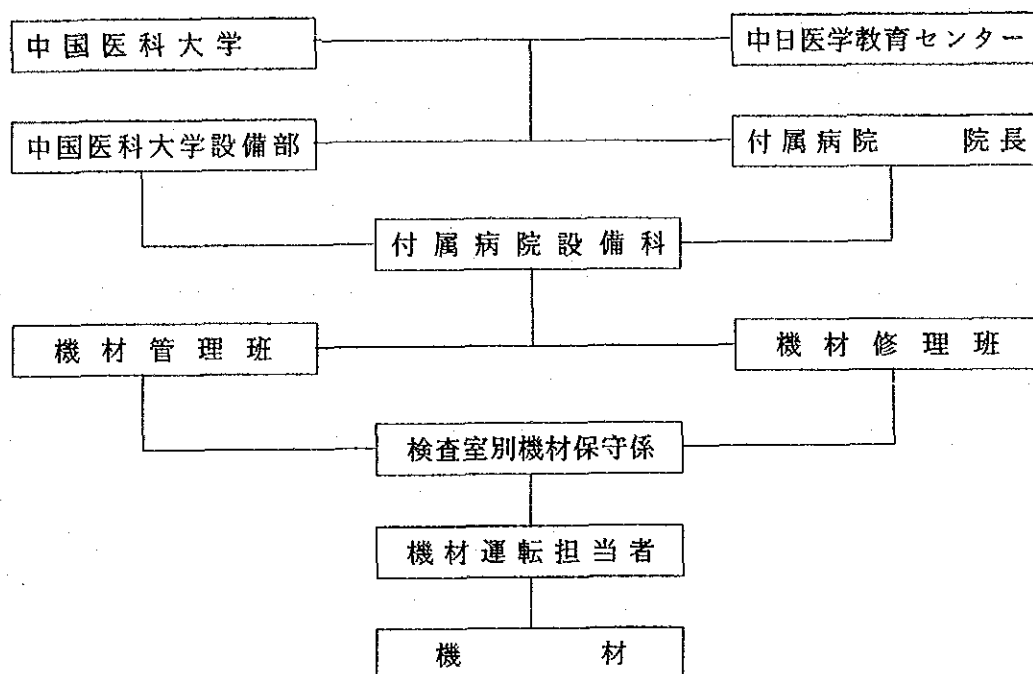 中国医科大学
中日医学教育センター
中国医科大学設備部
付属病院 院長
付属病院設備科
機材管理班
機材修理班
検査室別機材保守係
機材運転担当者
機材